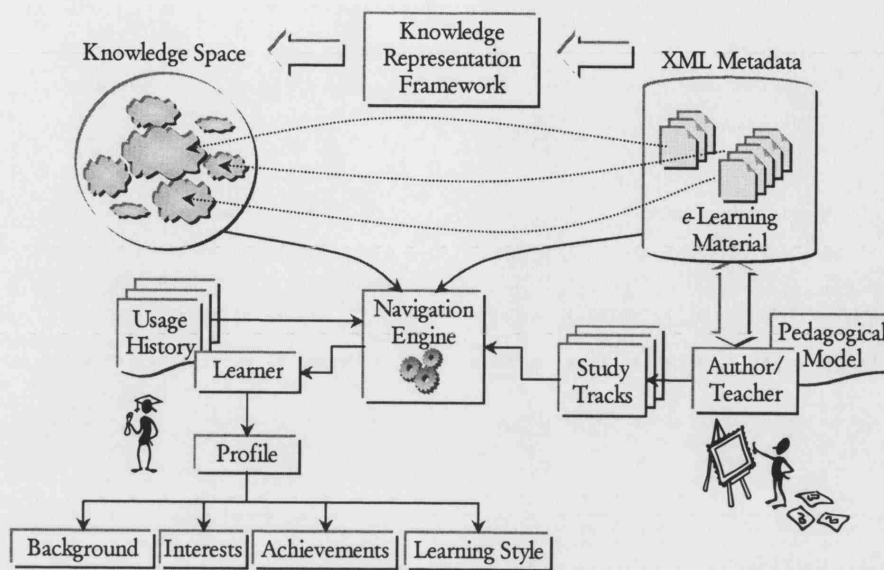 Knowledge Space
Knowledge
Representation
Framework
XML Metadata
e-Learning
Material
Usage
History
Learner
Navigation
Engine
Study
Tracks
Author/
Teacher
Pedagogical
Model
Profile
Background
Interests
Achievements
Learning Style